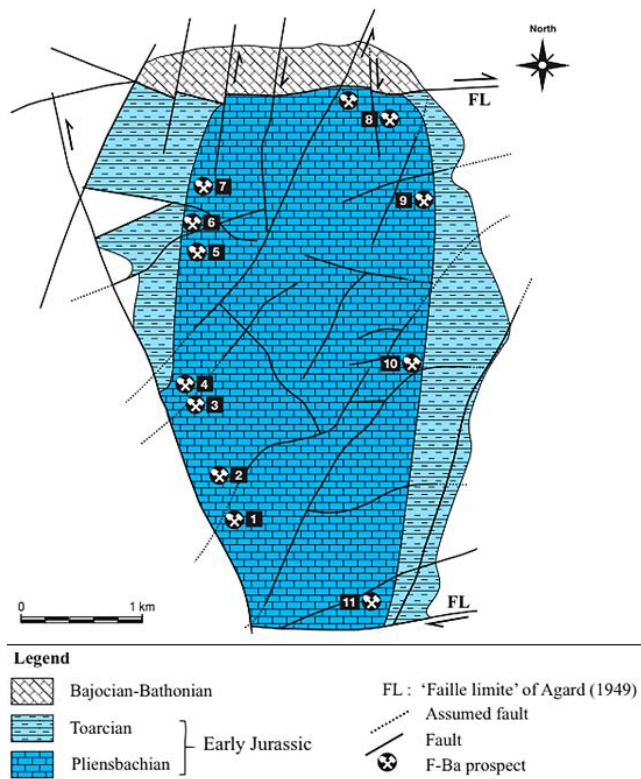 North
FL
8
7
9
6
5
10
4
3
2
1
0 1 km
11
FL
Legend
Bajocian-Bathonian
FL : 'Faille limite' of Agard (1949)
Toarcian
Early Jurassic
Assumed fault
Fault
Pliensbachian
F-Ba prospect